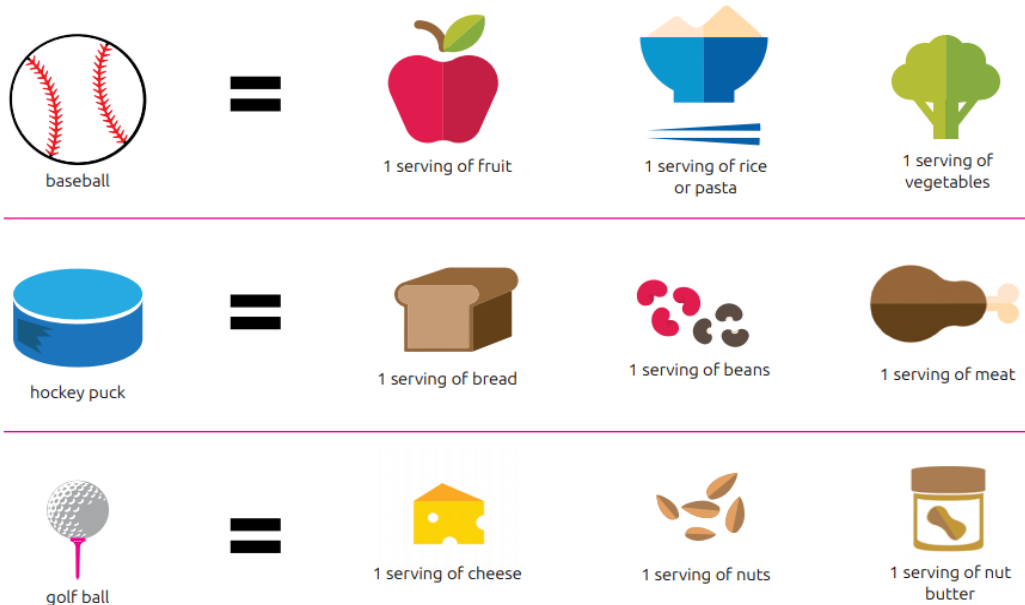 baseball
1 serving of fruit
1 serving of rice
or pasta
1 serving of
vegetables
hockey puck
1 serving of bread
1 serving of beans
1 serving of meat
golf ball
1 serving of cheese
1 serving of nuts
1 serving of nut
butter